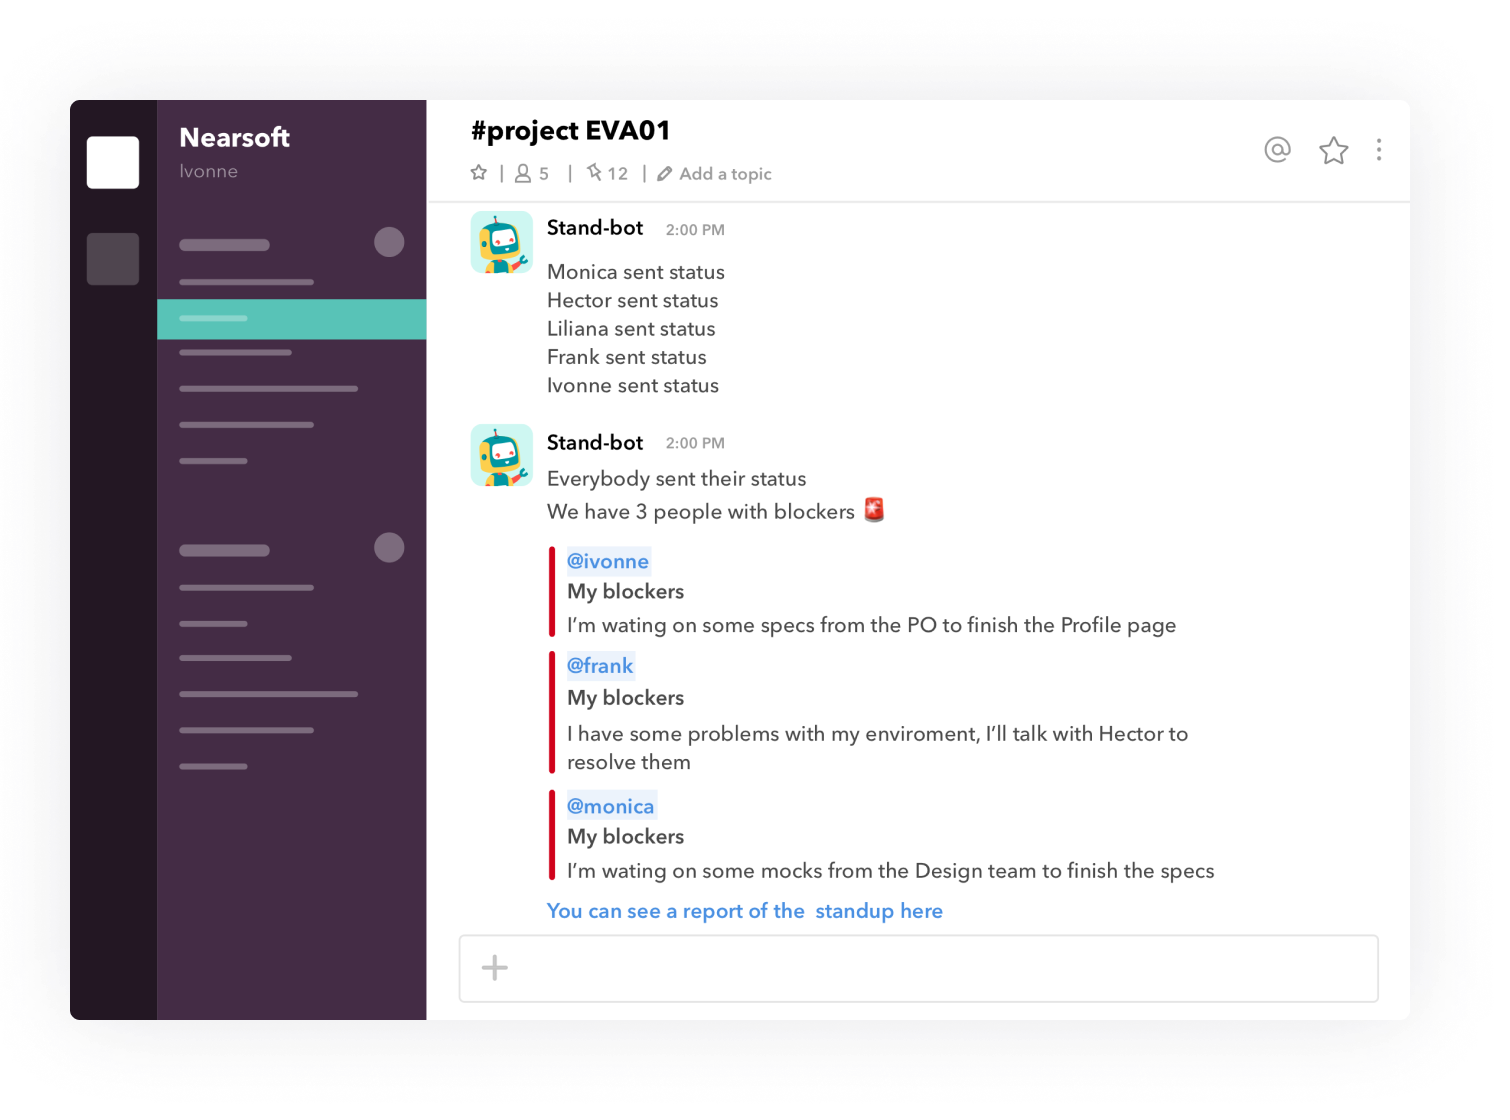 Nearsoft
Ivonne
#project EVA01
5 | 12 | Add a topic
Stand-bot 2:00 PM
Monica sent status
Hector sent status
Liliana sent status
Frank sent status
Ivonne sent status
Stand-bot 2:00 PM
Everybody sent their status
We have 3 people with blockers
@ivonne
My blockers
I'm wating on some specs from the PO to finish the Profile page
@frank
My blockers
I have some problems with my enviroment, I'll talk with Hector to
resolve them
@monica
My blockers
I'm wating on some mocks from the Design team to finish the specs
You can see a report of the standup here